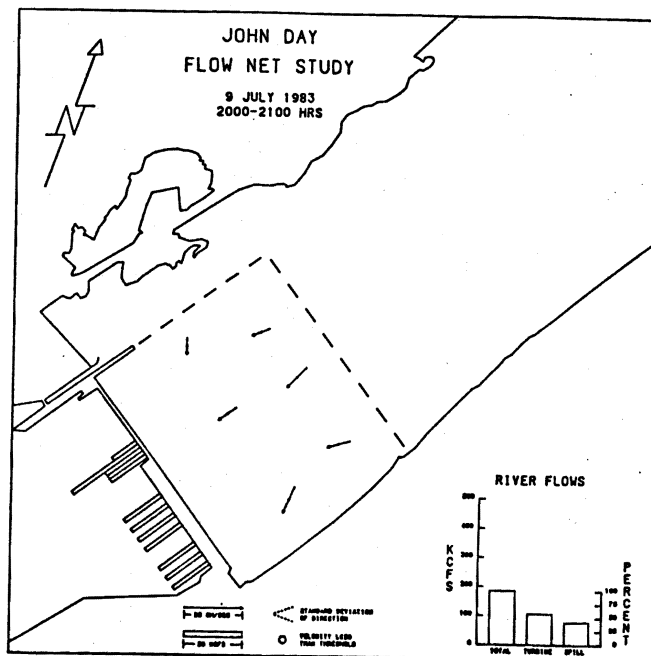 JOHN DAY
FLOW NET STUDY
9 JULY 1983
2000-2100 HRS
N
RIVER FLOWS
KCFS
PERCENT
100
TOTAL TURBINE SPILL
STANDARD DEVIATION
OF DIRECTION
VELOCITY LESS
THAN THRESHOLD